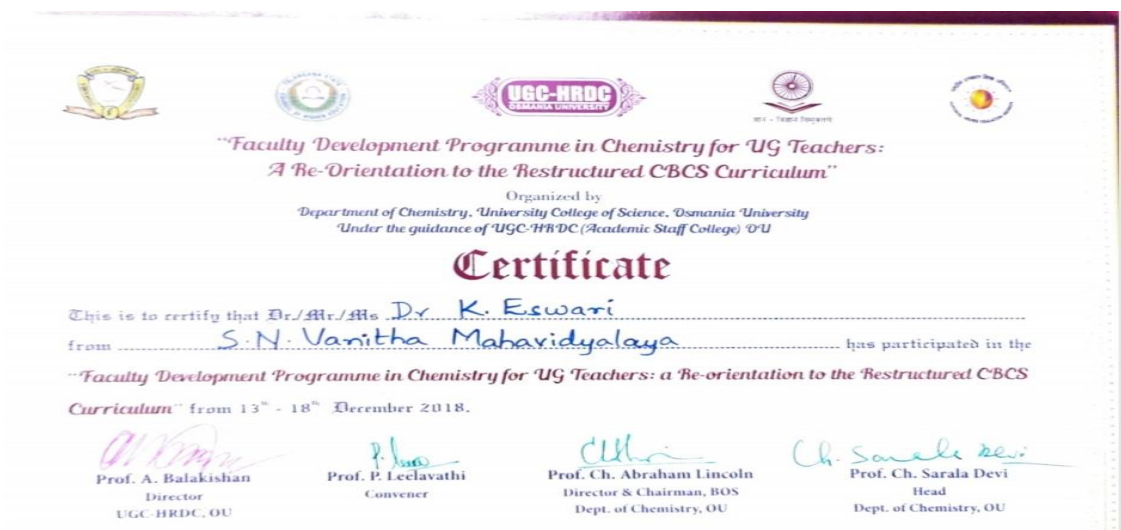 UGC-HRDC
OSMANIA UNIVERSITY
"Faculty Development Programme in Chemistry for UG Teachers:
A Re-Orientation to the Restructured CBCS Curriculum"
Organized by
Department of Chemistry, University College of Science, Osmania University
Under the guidance of UGC-HRDC (Academic Staff College) OU
Certificate
This is to certify that Dr./Mr./Ms Dr K. Eswari
from S.N. Vanitha Mahavidyalaya has participated in the
"Faculty Development Programme in Chemistry for UG Teachers: a Re-orientation to the Restructured CBCS
Curriculum" from 13th - 18th December 2018.
Ch. Sarala Devi
Prof. A. Balakishan Prof. P. Leelavathi Prof. Ch. Abraham Lincoln Prof. Ch. Sarala Devi
Director Convener Director & Chairman, BOS Head
UGC-HRDC, OU Dept. of Chemistry, OU Dept. of Chemistry, OU